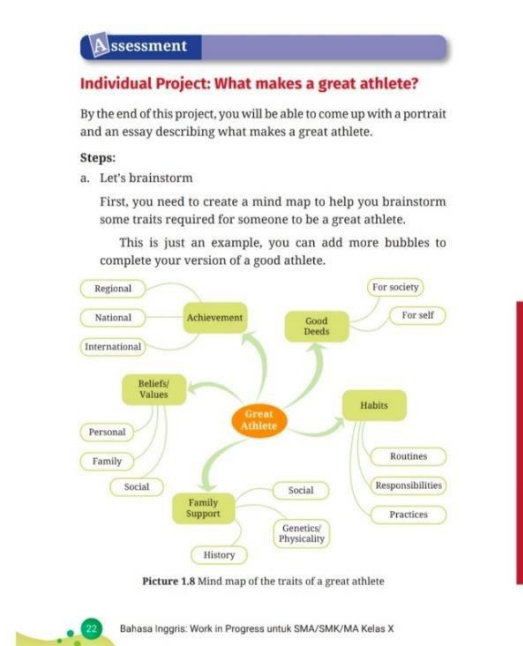 Assessment
Individual Project: What makes a great athlete?
By the end of this project, you will be able to come up with a portrait
and an essay describing what makes a great athlete.
Steps:
a. Let's brainstorm
First, you need to create a mind map to help you brainstorm
some traits required for someone to be a great athlete.
This is just an example, you can add more bubbles to
complete your version of a good athlete.
Regional
National
International
Achievement
Good
Deeds
For society
For self
Beliefs/
Values
Personal
Family
Social
Great
Athlete
Habits
Routines
Responsibilities
Practices
Family
Support
Social
Genetics/
Physicality
History
Picture 1.8 Mind map of the traits of a great athlete
22
Bahasa Inggris: Work in Progress untuk SMA/SMK/MA Kelas X